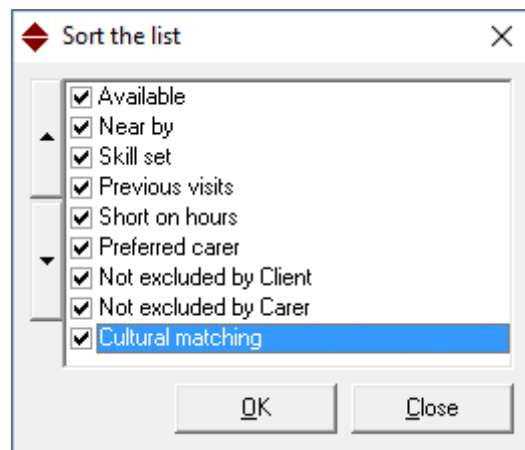 Sort the list
Available
Near by
Skill set
Previous visits
Short on hours
Preferred carer
Not excluded by Client
Not excluded by Carer
Cultural matching
OK Close